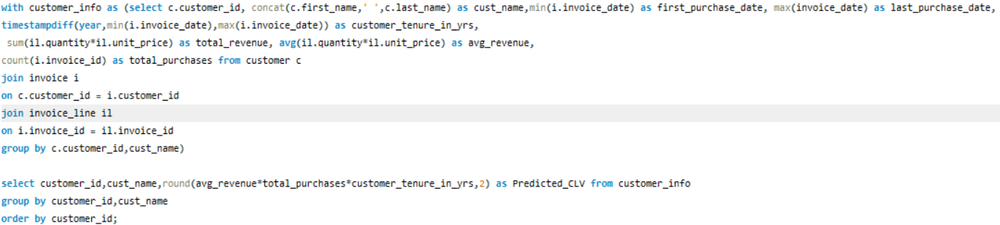 with customer_info as (select c.customer_id, concat(c.first_name,' ',c.last_name) as cust_name,min(i.invoice_date) as first_purchase_date, max(invoice_date) as last_purchase_date,
timestampdiff(year,min(i.invoice_date),max(i.invoice_date)) as customer_tenure_in_yrs,
sum(il.quantity*il.unit_price) as total_revenue, avg(il.quantity*il.unit_price) as avg_revenue,
count(i.invoice_id) as total_purchases from customer c
join invoice i
on c.customer_id = i.customer_id
join invoice_line il
on i.invoice_id = il.invoice_id
group by c.customer_id,cust_name)
select customer_id,cust_name,round(avg_revenue*total_purchases*customer_tenure_in_yrs,2) as Predicted_CLV from customer_info
group by customer_id,cust_name
order by customer_id;